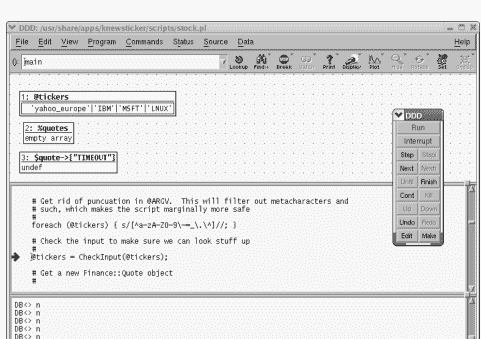 DDD: /usr/share/apps/knewsticker/scripts/stock.pl
File Edit View Program Commands Status Source Data Help
(): main
Lookup Find» Break Watch Print Display Plot Hide Rotate Set Undisp
1: @tickers
'yahoo_europe'|'IBM'|'MSFT'|'LNUX'
2: %quotes
empty array
3: $quote->{"TIMEOUT"}
undef
DDD
Run
Interrupt
Step Stepi
Next Nexti
Until Finish
Cont Kill
Up Down
Undo Redo
Edit Make
# Get rid of puncuation in @ARGV. This will filter out metacharacters and
# such, which makes the script marginally more safe
#
foreach (@tickers) { s/[^a-zA-Z0-9\-=_\.\^]//; }
# Check the input to make sure we can look stuff up
#
@tickers = CheckInput(@tickers);
# Get a new Finance::Quote object
#
DB<> n
DB<> n
DB<> n
DB<> n
DB<> n